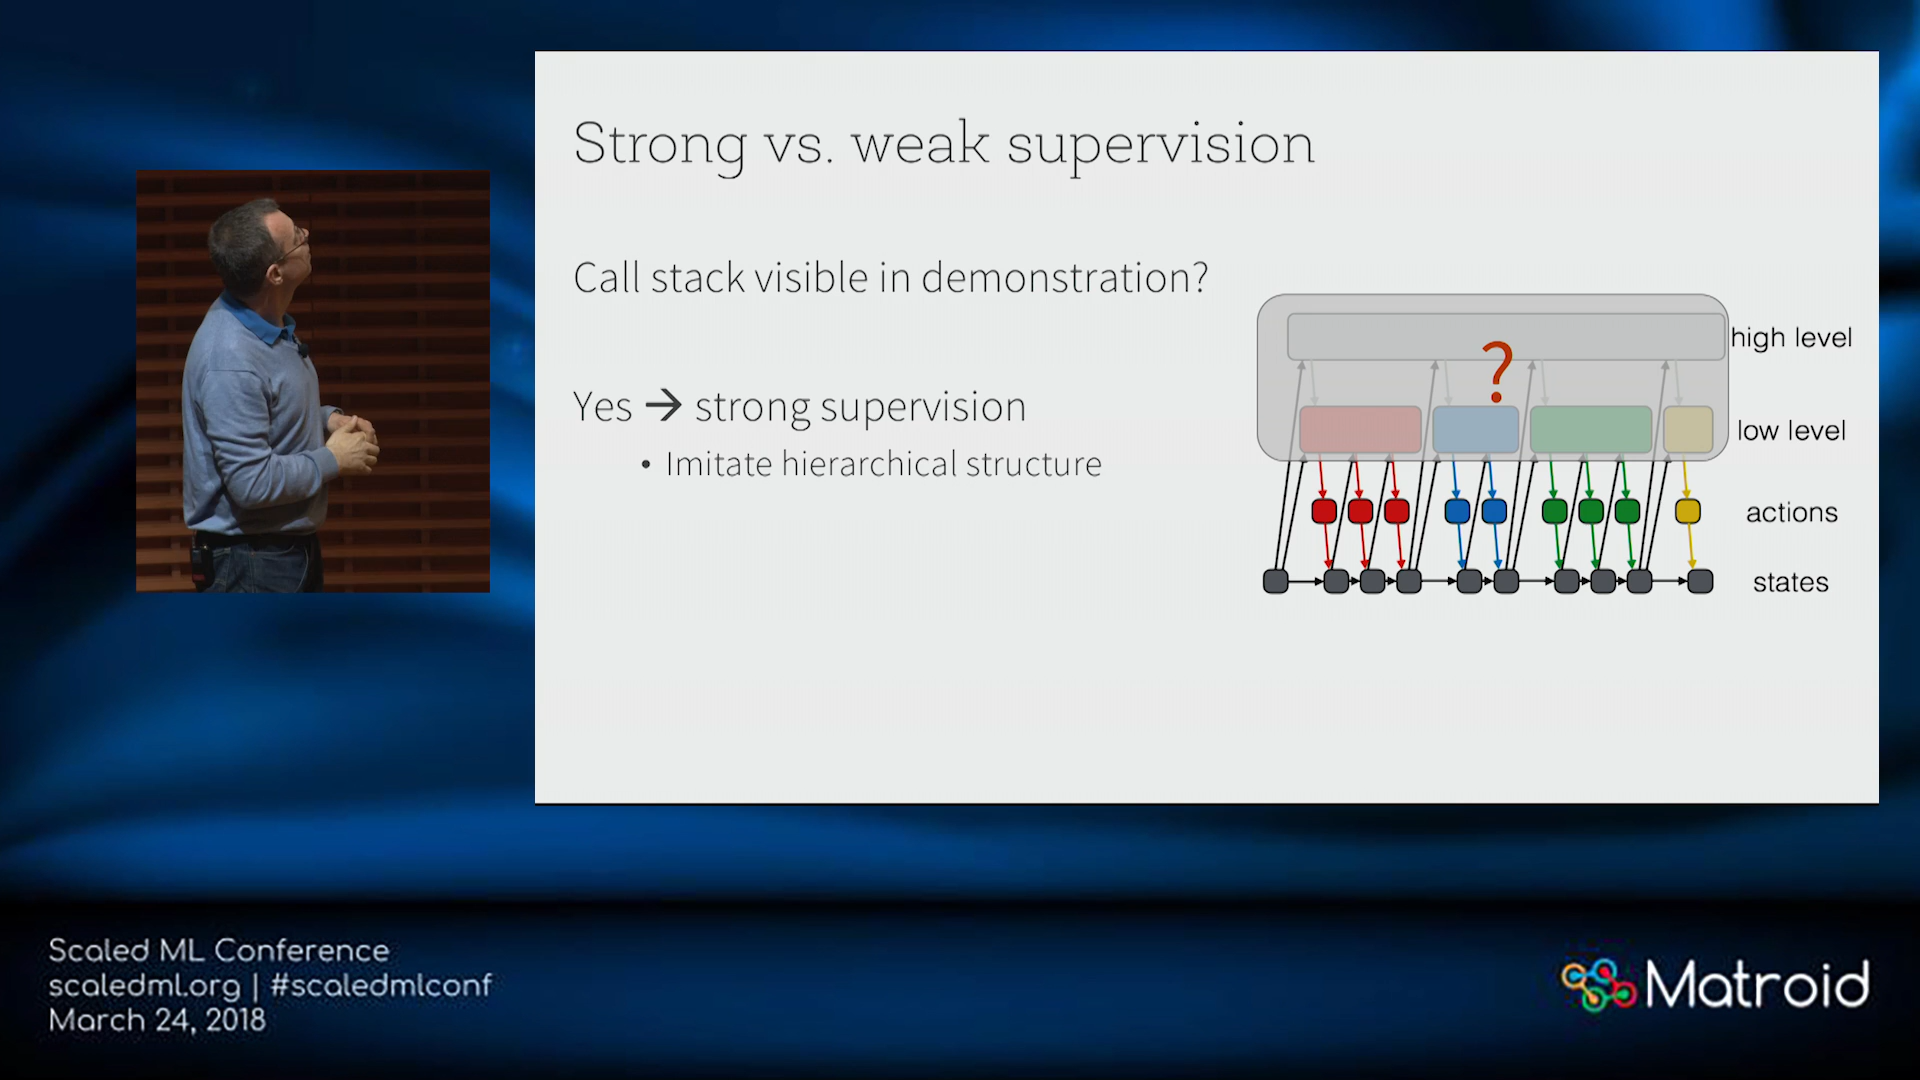 Strong vs. weak supervision
Call stack visible in demonstration?
Yes → strong supervision
• Imitate hierarchical structure
?
high level
low level
actions
states
Scaled ML Conference
scaledml.org | #scaledmlconf
March 24, 2018
Matroid